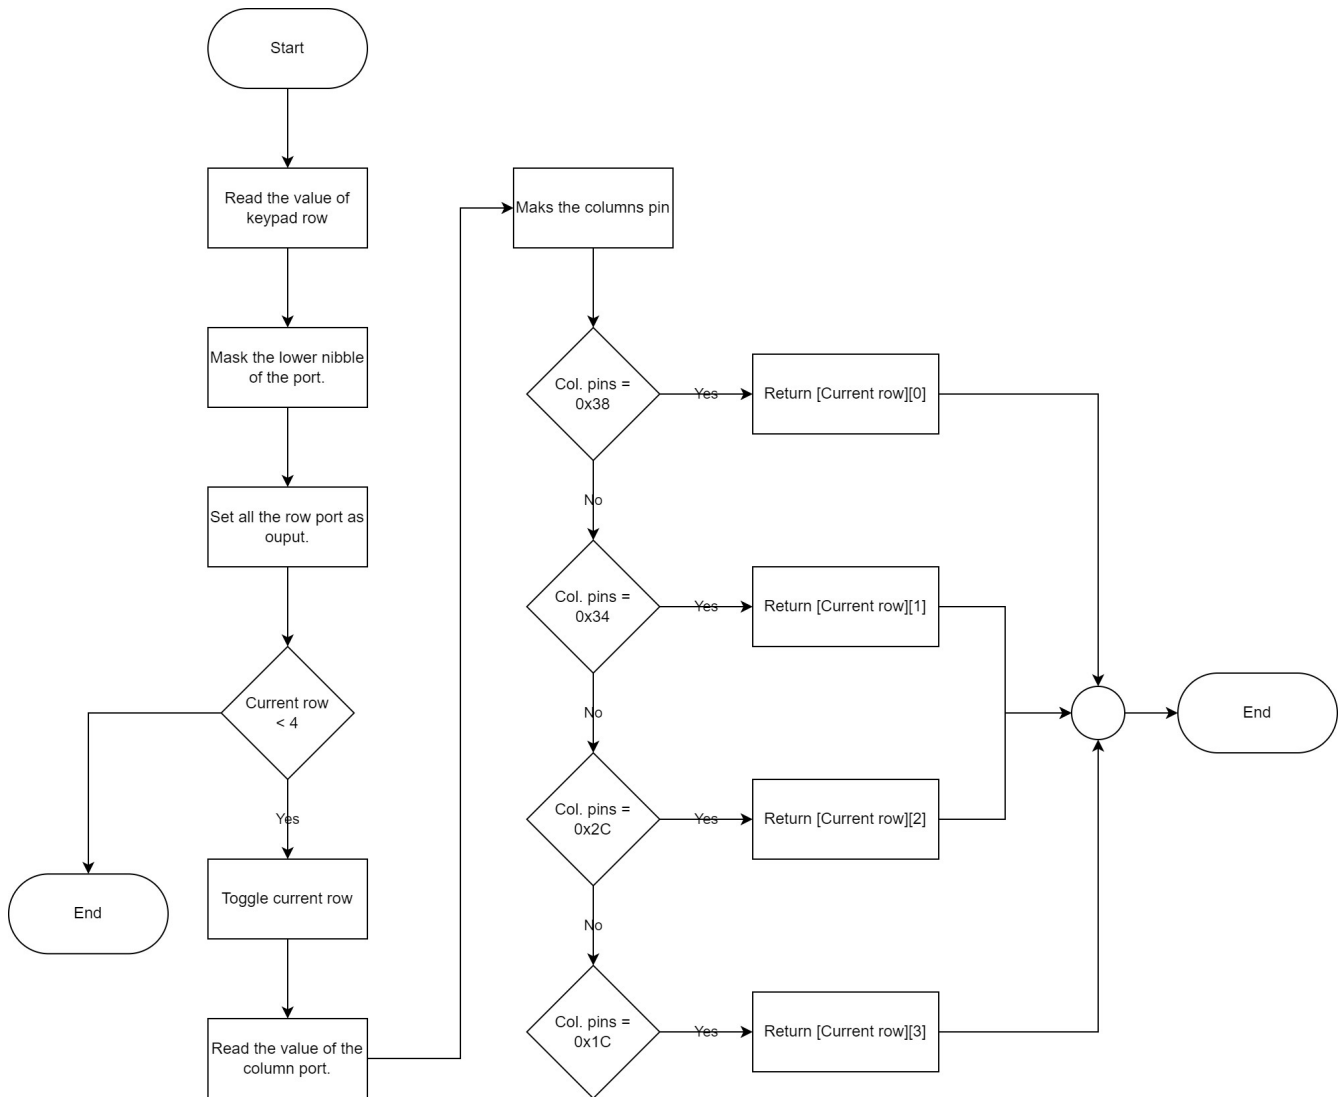 Start
Read the value of
keypad row
Mask the lower nibble
of the port.
Set all the row port as
ouput.
Current row
< 4
Yes
End
Toggle current row
Read the value of the
column port.
Maks the columns pin
Col. pins =
0x38
Yes
Return [Current row][0]
No
Col. pins =
0x34
Yes
Return [Current row][1]
No
Col. pins =
0x2C
Yes
Return [Current row][2]
No
Col. pins =
0x1C
Yes
Return [Current row][3]
End